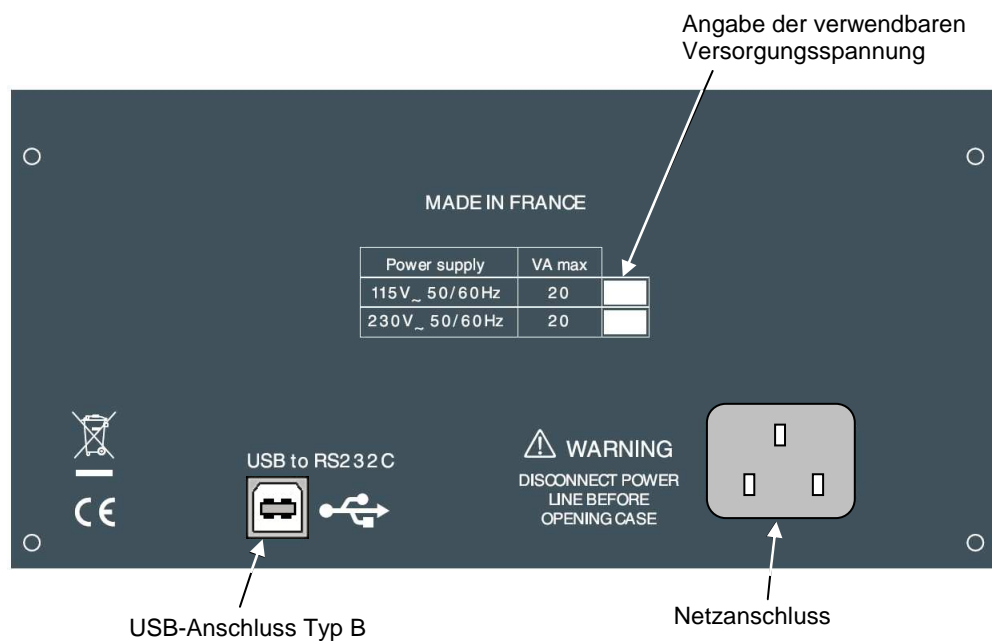 Angabe der verwendbaren
Versorgungsspannung
MADE IN FRANCE
Power supply VA max
115V~ 50/60Hz 20
230V~ 50/60Hz 20
USB to RS232C
WARNING
DISCONNECT POWER
LINE BEFORE
OPENING CASE
CE
USB-Anschluss Typ B
Netzanschluss